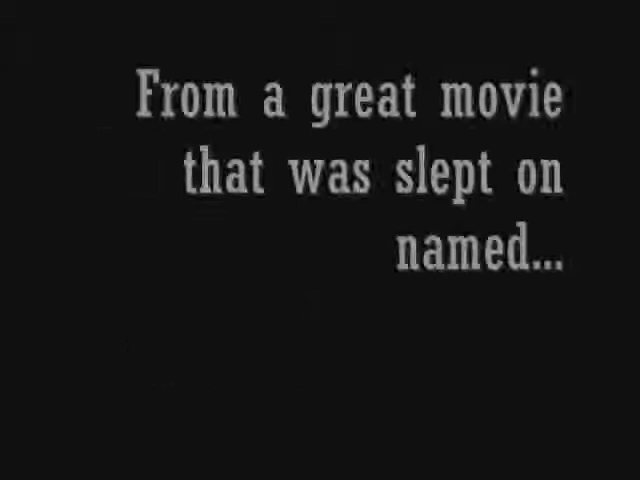 From a great movie
that was slept on
named...